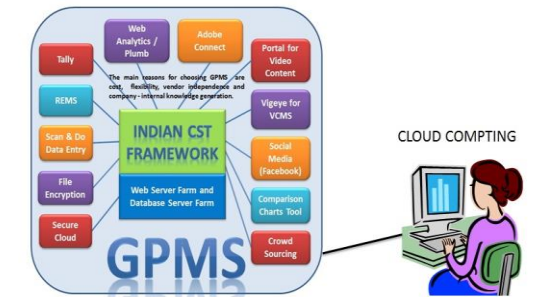 Web
Analytics /
Plumb
Adobe
Connect
Tally
Portal for
Video
Content
The main reasons for choosing GPMS are
cost, flexibility, vendor independence and
company - internal knowledge generation.
REMS
Vigeye for
VCMS
INDIAN CST
FRAMEWORK
Scan & Do
Data Entry
Social
Media
(Facebook)
File
Encryption
Web Server Farm and
Database Server Farm
Comparison
Charts Tool
Secure
Cloud
Crowd
Sourcing
GPMS
CLOUD COMPTING